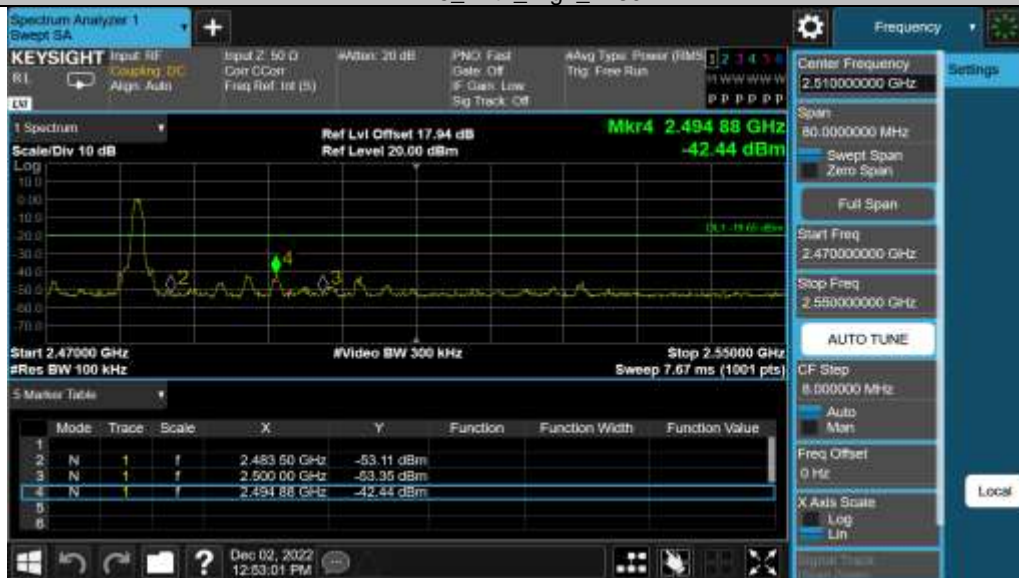 Spectrum Analyzer 1
Swept SA
+
Frequency
KEYSIGHT
RL
LXI
Input: RF
Coupling: DC
Align: Auto
Input Z: 50 Ω
Corr CCorr
Freq Ref: Int (S)
#Atten: 20 dB
PNO: Fast
Gate: Off
IF Gain: Low
Sig Track: Off
#Avg Type: Power (RMS
Trig: Free Run
1 2 3 4 5 6
M W W W W W
P P P P P P
1 Spectrum
Scale/Div 10 dB
Log
Ref Lvl Offset 17.94 dB
Ref Level 20.00 dBm
Mkr4 2.494 88 GHz
-42.44 dBm
10.0
0.00
-10.0
-20.0
-30.0
-40.0
-50.0
-60.0
-70.0
2
4
3
Start 2.47000 GHz
#Res BW 100 kHz
#Video BW 300 kHz
Stop 2.55000 GHz
Sweep 7.67 ms (1001 pts)
5 Marker Table
Mode Trace Scale X Y Function Function Width Function Value
1
2 N 1 f 2.483 50 GHz -53.11 dBm
3 N 1 f 2.500 00 GHz -53.35 dBm
4 N 1 f 2.494 88 GHz -42.44 dBm
5
6
Dec 02, 2022
12:53:01 PM
Center Frequency
2.510000000 GHz
Settings
Span
80.0000000 MHz
Swept Span
Zero Span
Full Span
Start Freq
2.470000000 GHz
Stop Freq
2.550000000 GHz
AUTO TUNE
CF Step
8.000000 MHz
Auto
Man
Freq Offset
0 Hz
X Axis Scale
Log
Lin
Signal Track
Local